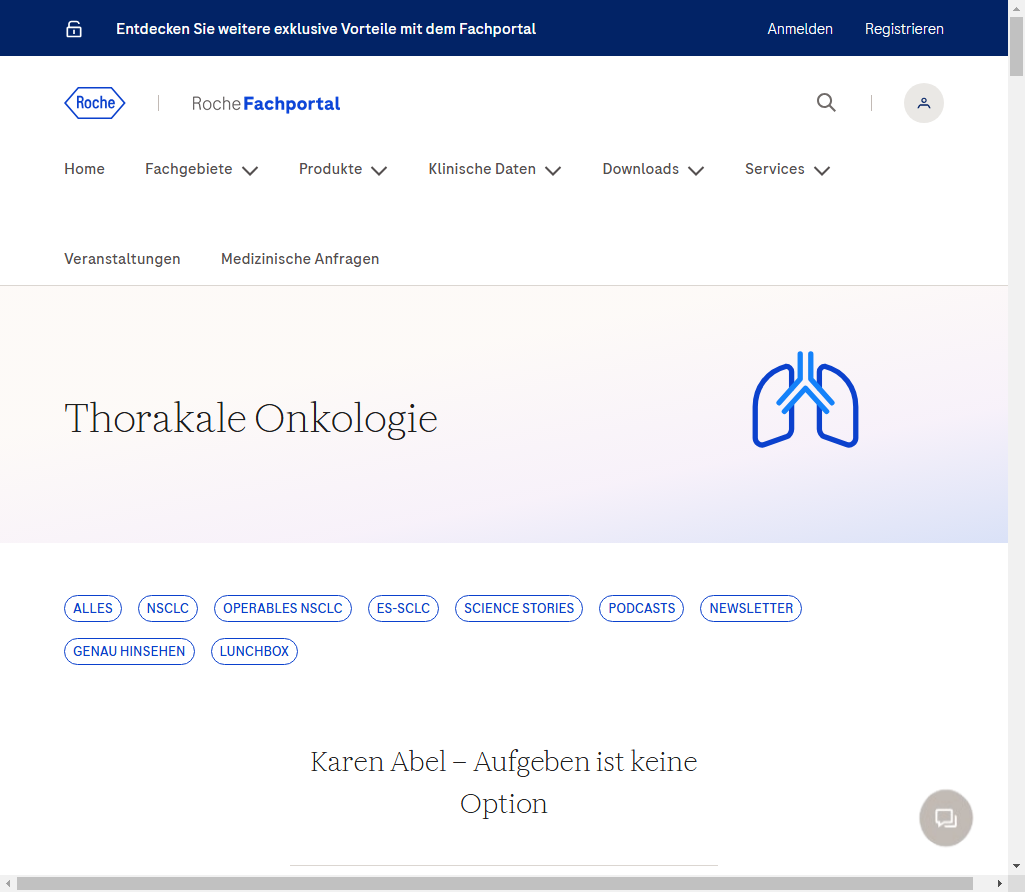 Entdecken Sie weitere exklusive Vorteile mit dem Fachportal Anmelden Registrieren
Roche Roche Fachportal
Home Fachgebiete Produkte Klinische Daten Downloads Services
Veranstaltungen Medizinische Anfragen
Thorakale Onkologie
ALLES NSCLC OPERABLES NSCLC ES-SCLC SCIENCE STORIES PODCASTS NEWSLETTER
GENAU HINSEHEN LUNCHBOX
Karen Abel – Aufgeben ist keine
Option